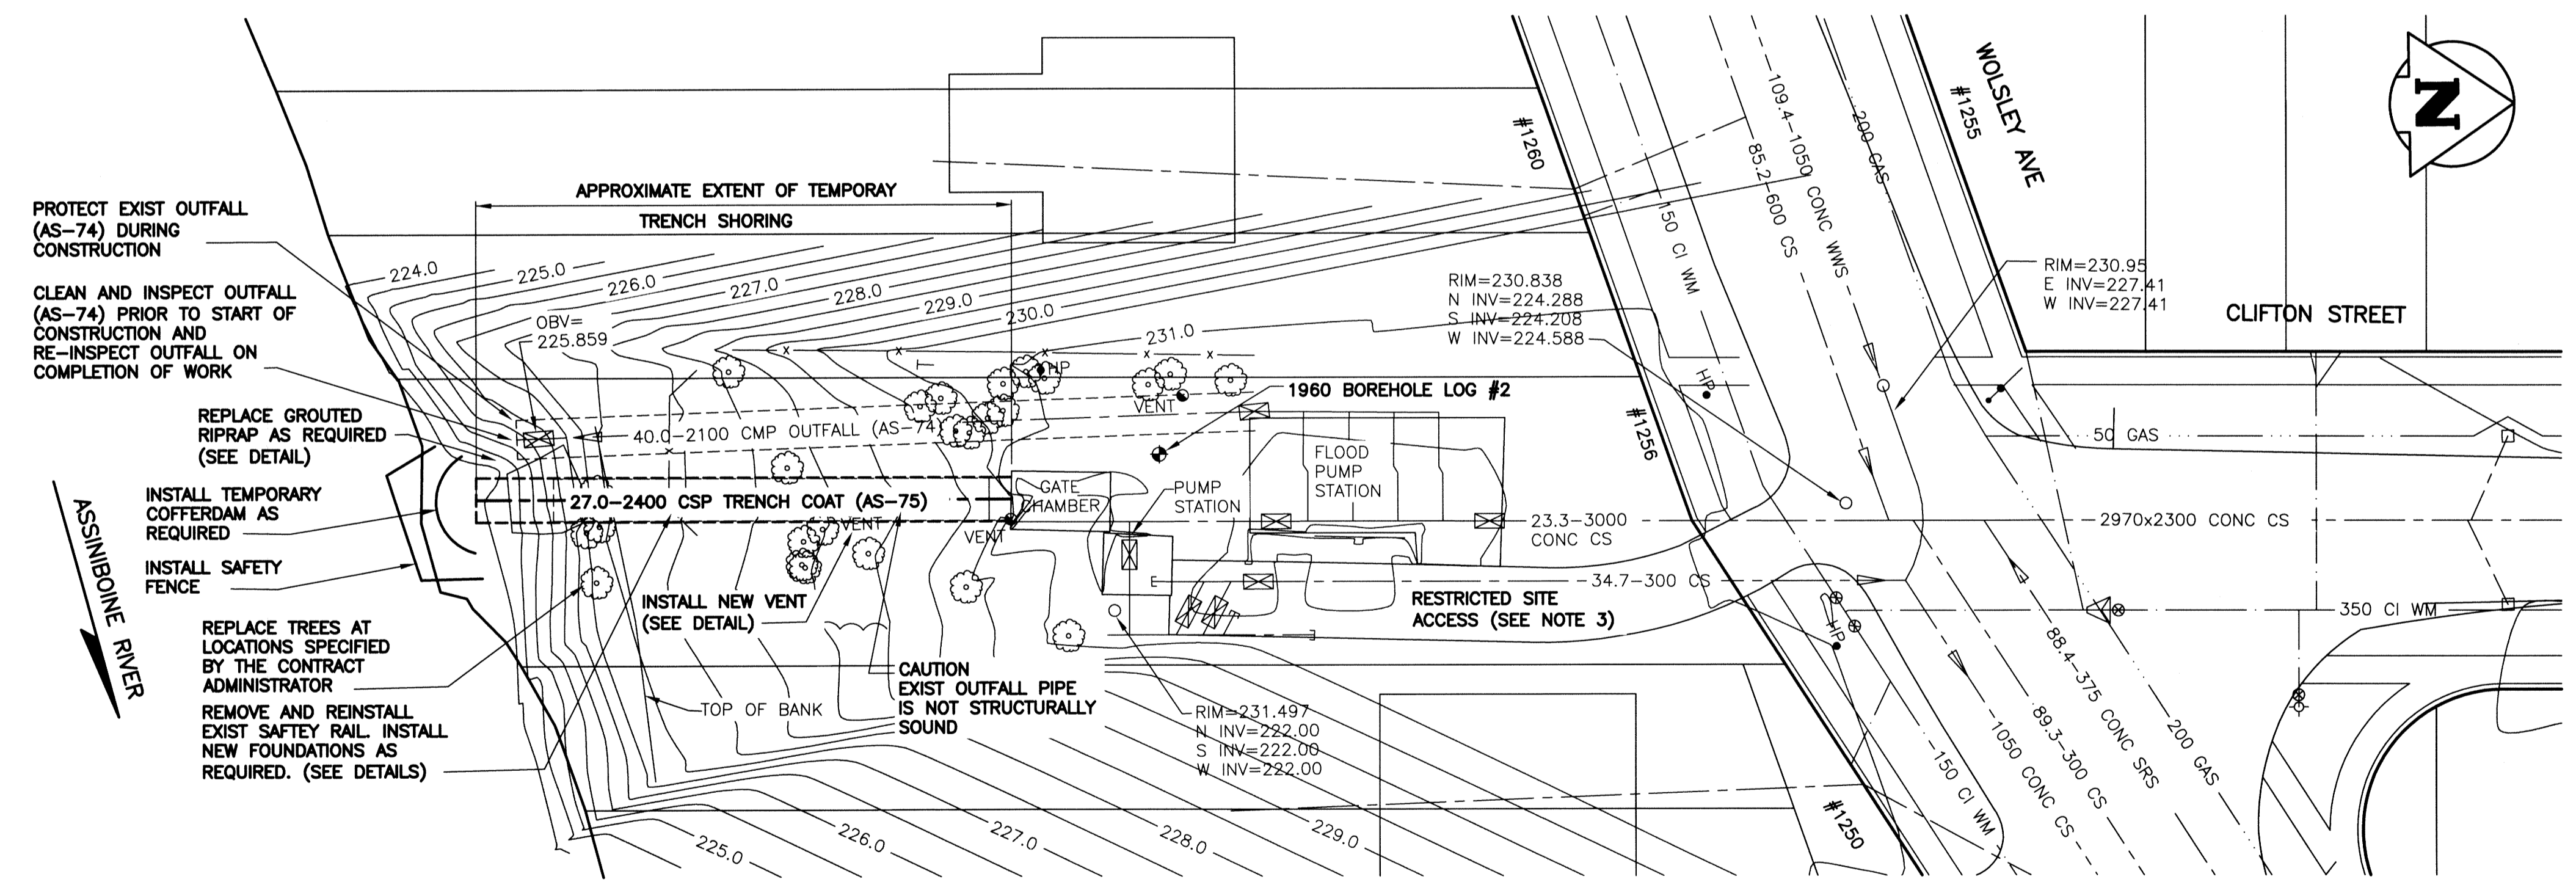 PROTECT EXIST OUTFALL
(AS-74) DURING
CONSTRUCTION
CLEAN AND INSPECT OUTFALL
(AS-74) PRIOR TO START OF
CONSTRUCTION AND
RE-INSPECT OUTFALL ON
COMPLETION OF WORK
REPLACE GROUTED
RIPRAP AS REQUIRED
(SEE DETAIL)
INSTALL TEMPORARY
COFFERDAM AS
REQUIRED
INSTALL SAFETY
FENCE
REPLACE TREES AT
LOCATIONS SPECIFIED
BY THE CONTRACT
ADMINISTRATOR
REMOVE AND REINSTALL
EXIST SAFTEY RAIL. INSTALL
NEW FOUNDATIONS AS
REQUIRED. (SEE DETAILS)
ASSINIBOINE RIVER
APPROXIMATE EXTENT OF TEMPORAY
TRENCH SHORING
224.0
225.0
226.0
227.0
228.0
229.0
230.0
231.0
OBV=
225.859
40.0-2100 CMP OUTFALL (AS-74
27.0-2400 CSP TRENCH COAT (AS-75)
VENT
INSTALL NEW VENT
(SEE DETAIL)
TOP OF BANK
CAUTION
EXIST OUTFALL PIPE
IS NOT STRUCTURALLY
SOUND
225.0
226.0
227.0
228.0
229.0
HP
VENT
1960 BOREHOLE LOG #2
GATE
CHAMBER
VENT
PUMP
STATION
FLOOD
PUMP
STATION
RIM=231.497
N INV=222.00
S INV=222.00
W INV=222.00
RIM=230.838
N INV=224.288
S INV=224.208
W INV=224.588
23.3-3000
CONC CS
34.7-300 CS
RESTRICTED SITE
ACCESS (SEE NOTE 3)
#1260
#1256
#1250
150 CI WM
85.2-600 CS
109.4-1050 CONC WWS
200 GAS
#1255
WOLSLEY AVE
N
HP
RIM=230.95
E INV=227.41
W INV=227.41
CLIFTON STREET
50 GAS
2970x2300 CONC CS
350 CI WM
HP
150 CI WM
1050 CONC CS
89.3-300 CS
88.4-375 CONC SRS
200 GAS